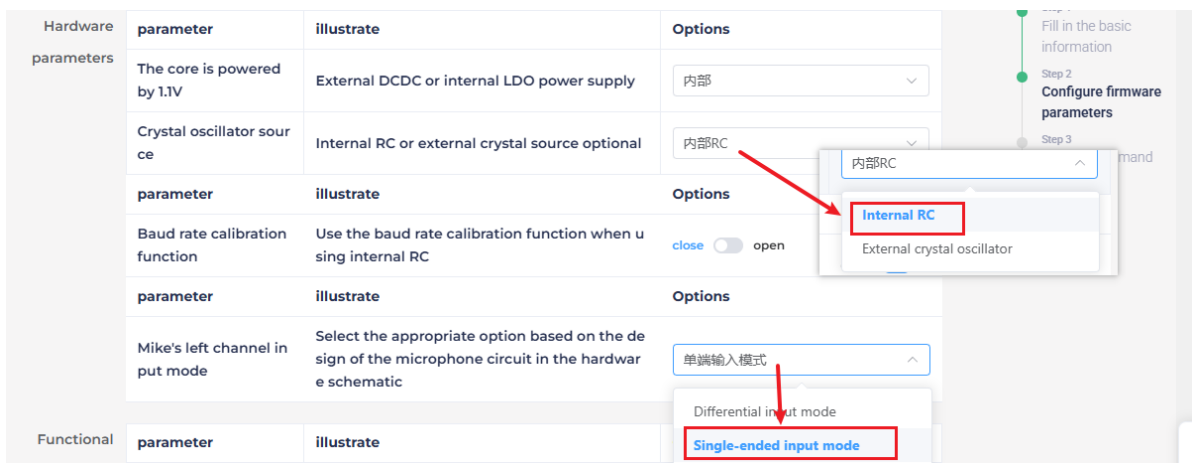 Hardware
parameters
parameter illustrate Options
The core is powered
by 1.1V
External DCDC or internal LDO power supply
内部
Crystal oscillator sour
ce
Internal RC or external crystal source optional
内部RC
parameter illustrate Options
Baud rate calibration
function
Use the baud rate calibration function when u
sing internal RC
close open
parameter illustrate Options
Mike's left channel in
put mode
Select the appropriate option based on the de
sign of the microphone circuit in the hardwar
e schematic
单端输入模式
Differential input mode
Single-ended input mode
Functional
parameter illustrate
内部RC
Internal RC
External crystal oscillator
Fill in the basic
information
Step 2
Configure firmware
parameters
Step 3
mand